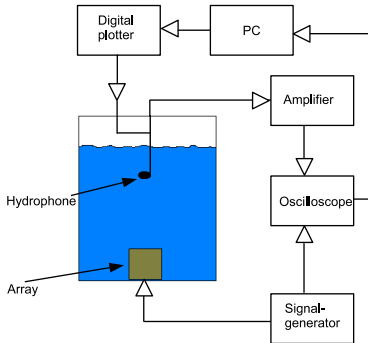 Digital
plotter
PC
Amplifier
Hydrophone
Oscilloscope
Array
Signal-
generator